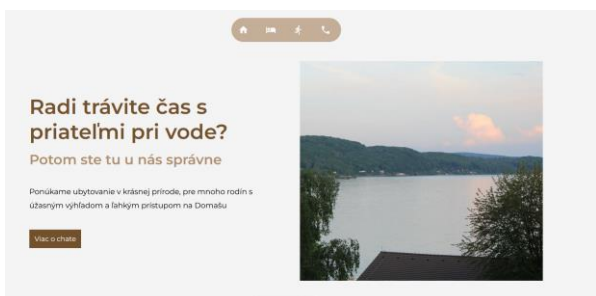 Radi trávite čas s
priateľmi pri vode?
Potom ste tu u nás správne
Ponúkame ubytovanie v krásnej prírode, pre mnoho rodín s
úžasným výhľadom a ľahkým prístupom na Domašu
Viac o chate